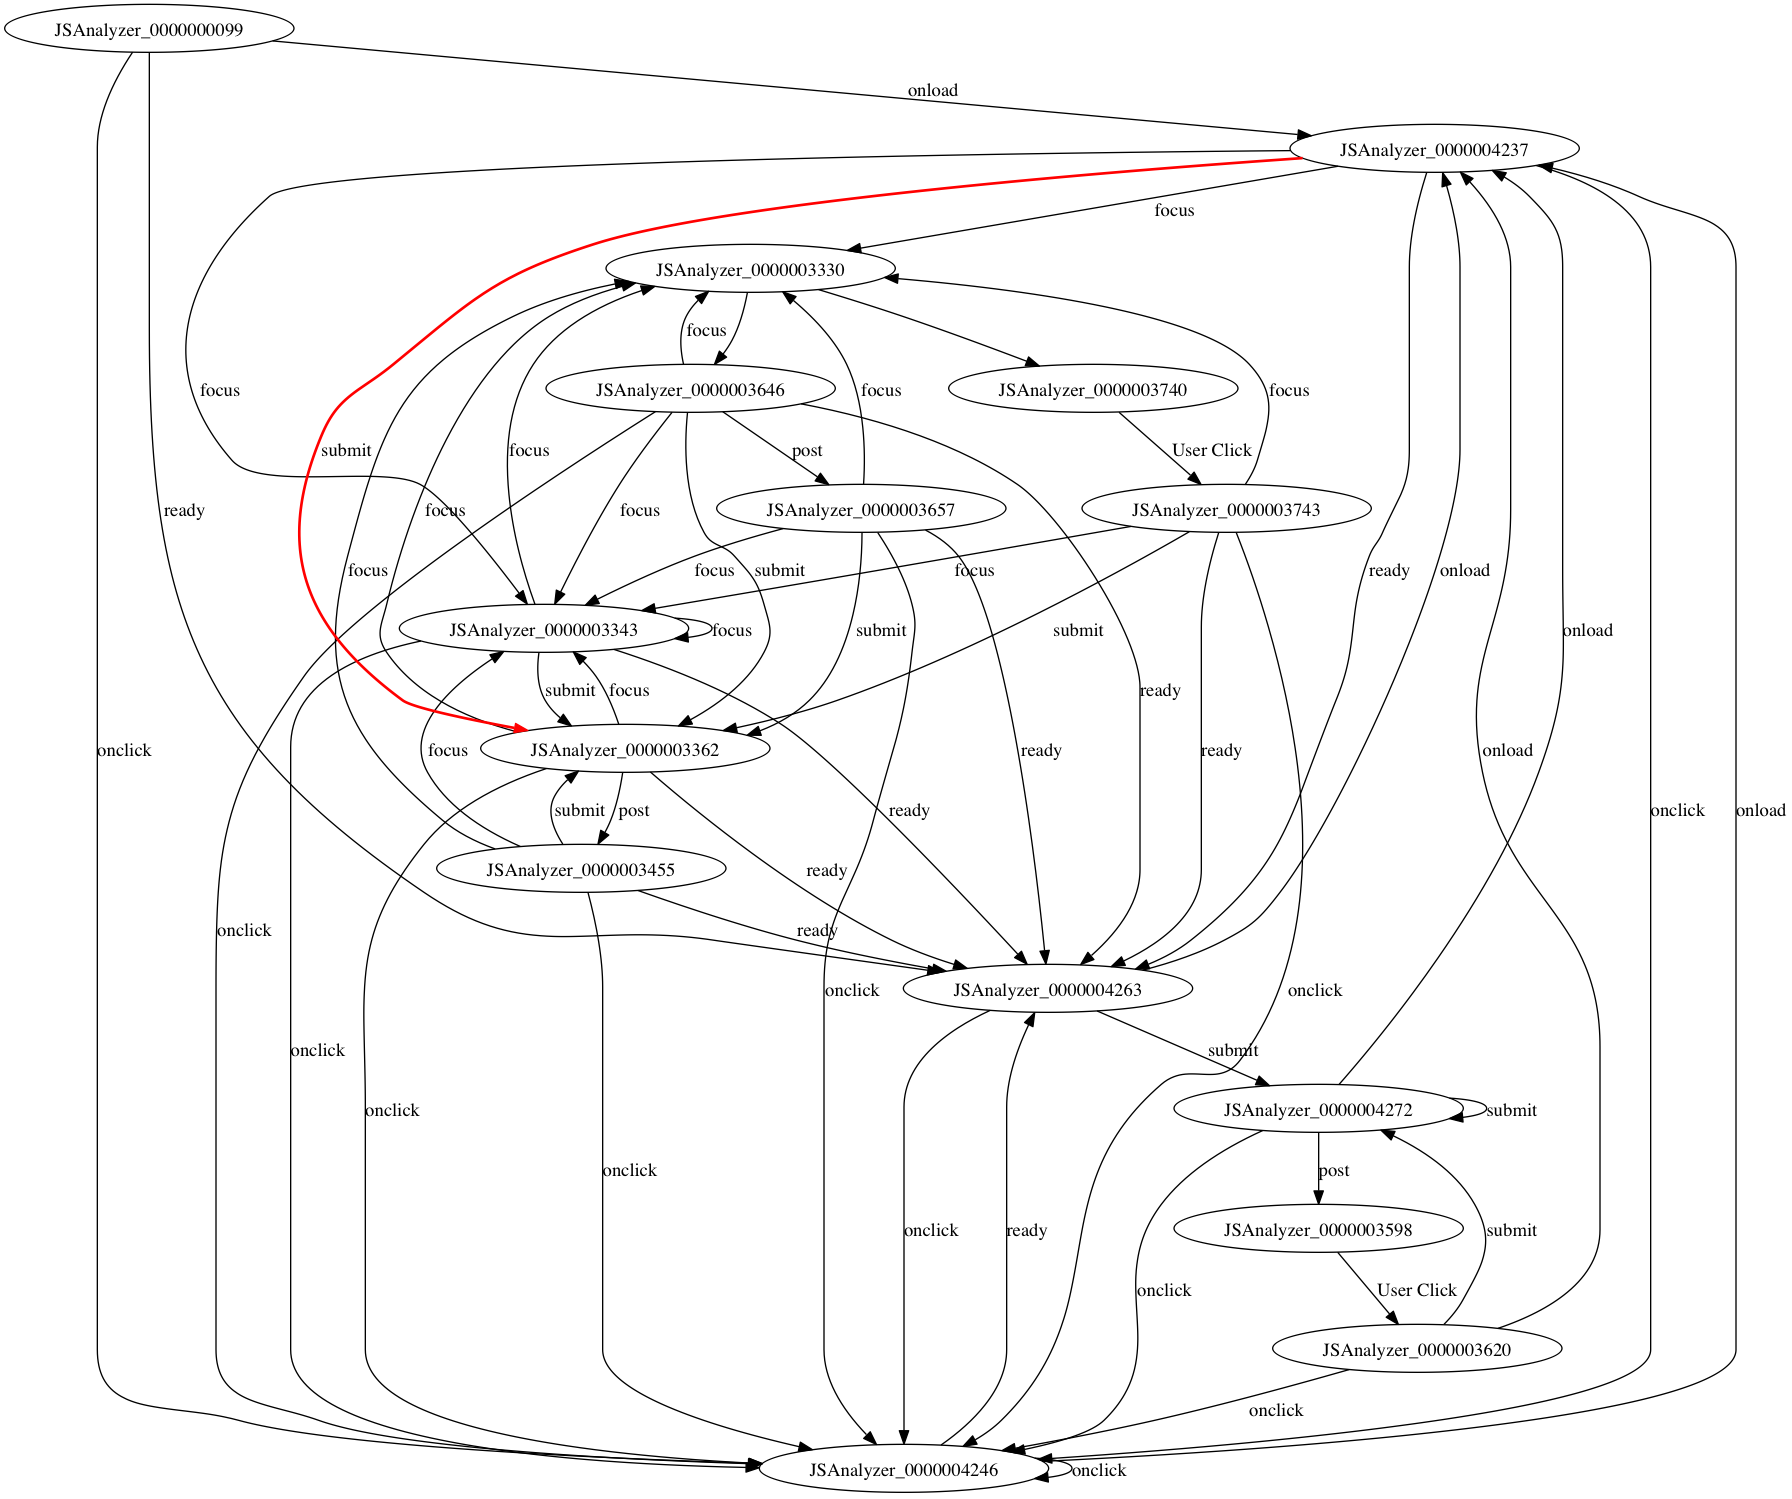 JSAnalyzer_0000000099
onload
JSAnalyzer_0000004237
focus
JSAnalyzer_0000003330
focus
JSAnalyzer_0000003646
JSAnalyzer_0000003740
focus
focus
focus
submit
focus
post
User Click
ready
focus
focus
JSAnalyzer_0000003657
JSAnalyzer_0000003743
focus
submit
focus
focus
ready
onload
JSAnalyzer_0000003343
focus
submit
submit
onload
submit
focus
ready
onclick
focus
JSAnalyzer_0000003362
ready
ready
onload
submit
post
ready
onclick
onload
JSAnalyzer_0000003455
ready
onclick
ready
JSAnalyzer_0000004263
onclick
onclick
onclick
submit
onclick
JSAnalyzer_0000004272
submit
onclick
post
onclick
ready
JSAnalyzer_0000003598
submit
onclick
User Click
JSAnalyzer_0000003620
onclick
JSAnalyzer_0000004246
onclick